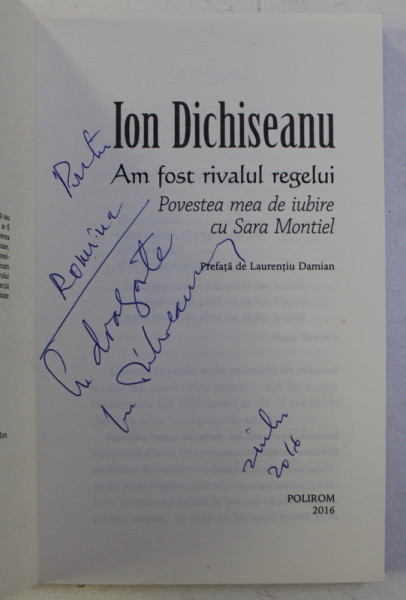 Ion Dichiseanu
Am fost rivalul regelui
Povestea mea de iubire
cu Sara Montiel
Prefață de Laurențiu Damian
Romina
Cu dragoste
Ion Dichiseanu
2016
POLIROM
2016